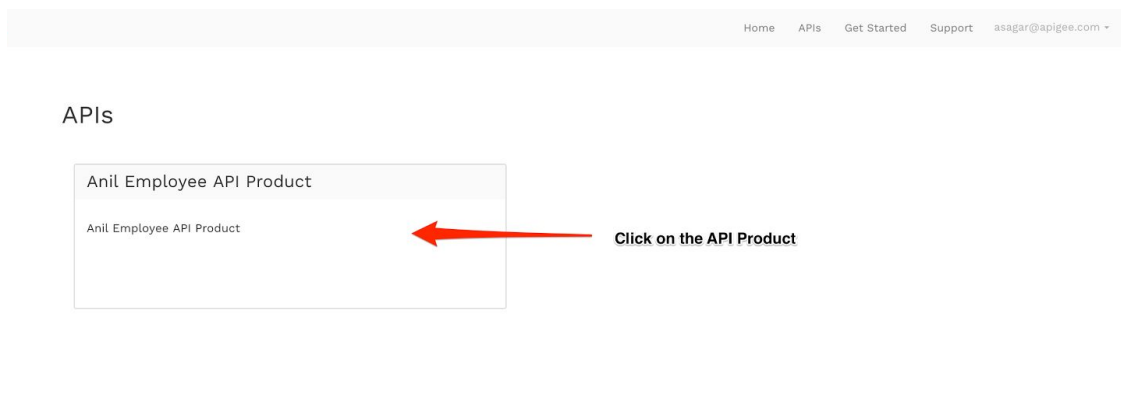 Home APIs Get Started Support asagar@apigee.com
APIs
Anil Employee API Product
Anil Employee API Product
Click on the API Product